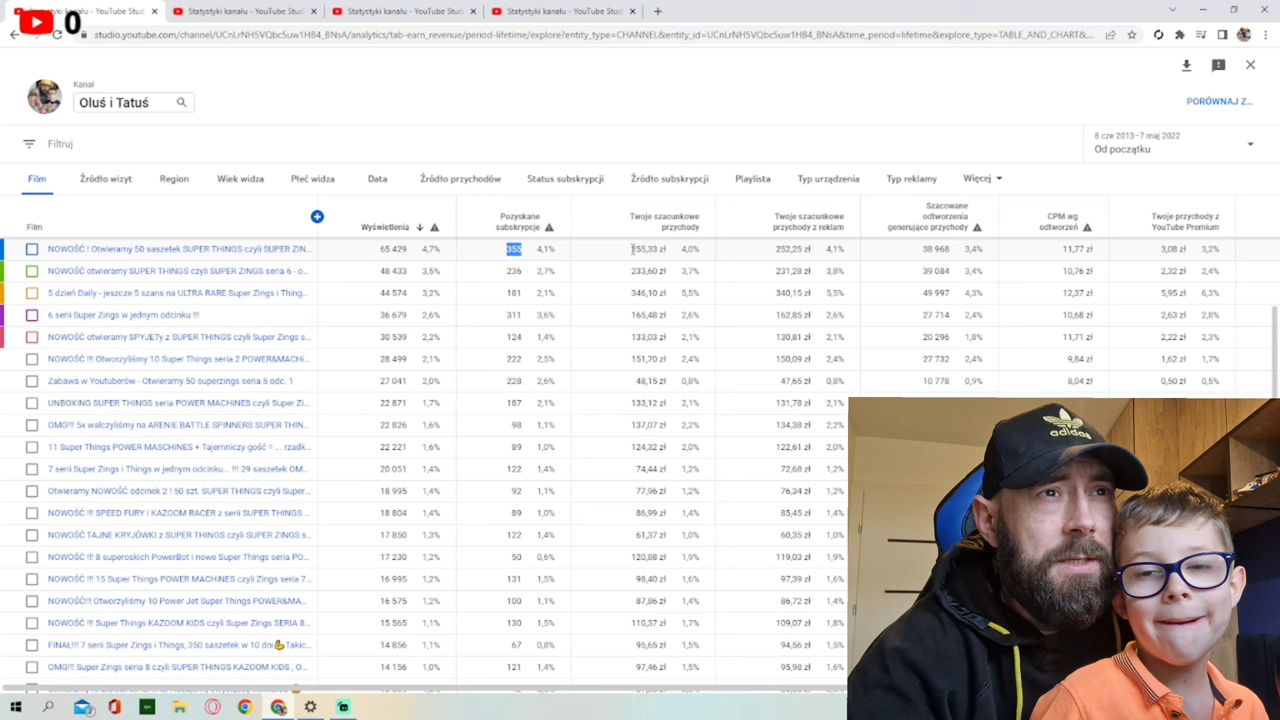 Statystyki kanału - YouTube Studi
Statystyki kanału - YouTube Studi
Statystyki kanału - YouTube Studi
Statystyki kanału - YouTube Studi
0
studio.youtube.com/channel/UCnLrNH5VQbc5uw1HB4_BNsA/analytics/tab-earn_revenue/period-lifetime/explore?entity_type=CHANNEL&entity_id=UCnLrNH5VQbc5uw1HB4_BNsA&time_period=lifetime&explore_type=TABLE_AND_CHART&...
Kanał
Oluś i Tatuś
PORÓWNAJ Z...
Filtruj
8 cze 2013–7 maj 2022
Od początku
Film Źródło wizyt Region Wiek widza Płeć widza Data Źródło przychodów Status subskrypcji Źródło subskrypcji Playlista Typ urządzenia Typ reklamy Więcej
Film Wyświetlenia Pozyskane subskrypcje Twoje szacunkowe przychody Twoje szacunkowe przychody z reklam Szacowane odtworzenia generujące przychody CPM wg odtworzeń Twoje przychody z YouTube Premium
NOWOŚĆ ! Otwieramy 50 saszetek SUPER THINGS czyli SUPER ZIN... 65 429 4,7% 355 4,1% 255,33 zł 4,0% 252,25 zł 4,1% 38 968 3,4% 11,77 zł 3,08 zł 3,2%
NOWOŚĆ otwieramy SUPER THINGS czyli SUPER ZINGS seria 6 - o... 48 433 3,5% 236 2,7% 233,60 zł 3,7% 231,28 zł 3,8% 39 084 3,4% 10,76 zł 2,32 zł 2,4%
5 dzień Daily - jeszcze 5 szans na ULTRA RARE Super Zings i Thing... 44 574 3,2% 181 2,1% 346,10 zł 5,5% 340,15 zł 5,5% 49 997 4,3% 12,37 zł 5,95 zł 6,3%
6 serii Super Zings w jednym odcinku !!! 36 679 2,6% 311 3,6% 165,48 zł 2,6% 162,85 zł 2,6% 27 714 2,4% 10,68 zł 2,63 zł 2,8%
NOWOŚĆ otwieramy SPYJETy z SUPER THINGS czyli Super Zings s... 30 539 2,2% 124 1,4% 133,03 zł 2,1% 130,81 zł 2,1% 20 296 1,8% 11,71 zł 2,22 zł 2,3%
NOWOŚĆ !!! Otworzyliśmy 10 Super Things seria 2 POWER&MACHi... 28 499 2,1% 222 2,5% 151,70 zł 2,4% 150,09 zł 2,4% 27 732 2,4% 9,84 zł 1,62 zł 1,7%
Zabawa w Youtuberów - Otwieramy 50 superzings seria 5 odc. 1 27 041 2,0% 228 2,6% 48,15 zł 0,8% 47,65 zł 0,8% 10 778 0,9% 8,04 zł 0,50 zł 0,5%
UNBOXING SUPER THINGS seria POWER MACHiNES czyli Super Zi... 22 871 1,7% 187 2,1% 133,12 zł 2,1% 131,78 zł 2,1%
OMG!!! 5x walczyliśmy na ARENIE BATTLE SPINNERS SUPER THIN... 22 826 1,6% 98 1,1% 137,07 zł 2,2% 134,38 zł 2,2%
11 Super Things POWER MASCHiNES + Tajemniczy gość = ... rzadk... 22 221 1,6% 89 1,0% 124,32 zł 2,0% 122,61 zł 2,0%
7 serii Super Zings i Things w jednym odcinku... !!! 29 saszetek OM... 20 051 1,4% 122 1,4% 74,44 zł 1,2% 72,68 zł 1,2%
Otwieramy NOWOŚĆ odcinek 2 ! 50 szt. SUPER THINGS czyli Super... 18 995 1,4% 92 1,1% 77,96 zł 1,2% 76,34 zł 1,2%
NOWOŚĆ !!! SPEED FURY i KAZOOM RACER z serii SUPER THINGS ... 18 804 1,4% 89 1,0% 86,99 zł 1,4% 85,45 zł 1,4%
NOWOŚĆ TAJNE KRYJÓWKI z SUPER THINGS czyli Super Zings s... 17 850 1,3% 122 1,4% 61,37 zł 1,0% 60,35 zł 1,0%
NOWOŚĆ !!! 8 superoskich PowerBot i nowe Super Things seria PO... 17 230 1,2% 50 0,6% 120,88 zł 1,9% 119,03 zł 1,9%
NOWOŚĆ !!! 15 Super Things POWER MACHiNES czyli Zings seria 7... 16 995 1,2% 131 1,5% 98,40 zł 1,6% 97,39 zł 1,6%
NOWOŚĆ!!! Otworzyliśmy 10 Power Jet Super Things POWER&MA... 16 575 1,2% 100 1,1% 87,86 zł 1,4% 86,72 zł 1,4%
NOWOŚĆ !!! Super Things KAZOOM KIDS czyli Super Zings SERIA 8... 15 565 1,1% 130 1,5% 110,37 zł 1,7% 109,07 zł 1,8%
FINAŁ!!! 7 serii Super Zings i Things, 350 saszetek w 10 dni💪Takic... 14 856 1,1% 67 0,8% 95,65 zł 1,5% 94,56 zł 1,5%
OMG!!! Super Zings seria 8 czyli SUPER THINGS KAZOOM KIDS , O... 14 156 1,0% 121 1,4% 97,46 zł 1,5% 95,98 zł 1,6%
adidas